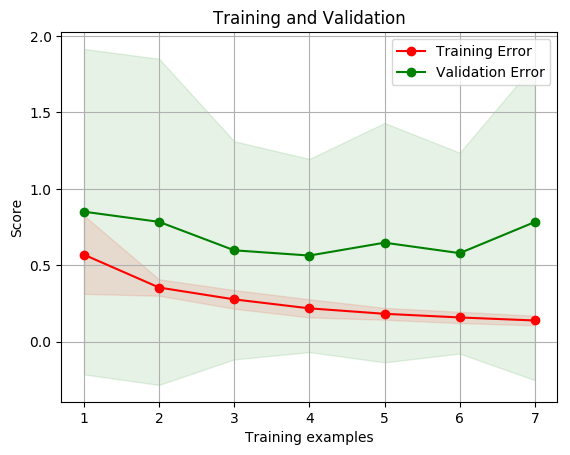 Training and Validation
Training Error
Validation Error
2.0
1.5
1.0
0.5
0.0
Score
1 2 3 4 5 6 7
Training examples